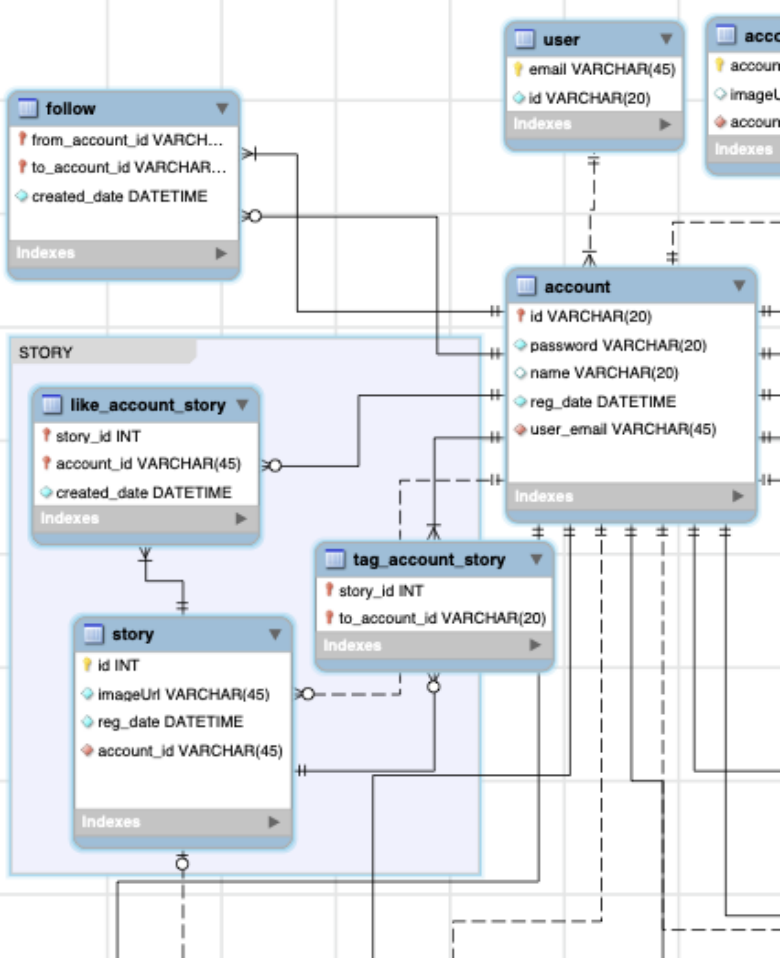 user
email VARCHAR(45)
id VARCHAR(20)
Indexes
Indexes
follow
from_account_id VARCH...
to_account_id VARCHAR...
created_date DATETIME
Indexes
account
id VARCHAR(20)
password VARCHAR(20)
name VARCHAR(20)
reg_date DATETIME
user_email VARCHAR(45)
Indexes
STORY
like_account_story
story_id INT
account_id VARCHAR(45)
created_date DATETIME
Indexes
tag_account_story
story_id INT
to_account_id VARCHAR(20)
Indexes
story
id INT
imageUrl VARCHAR(45)
reg_date DATETIME
account_id VARCHAR(45)
Indexes